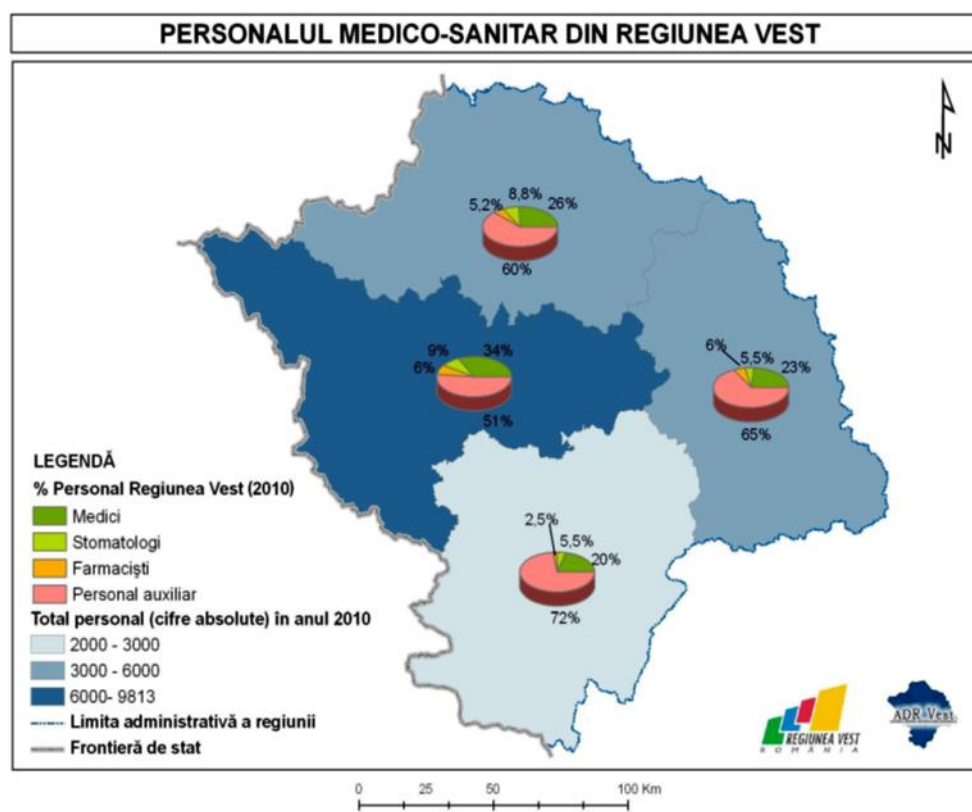 PERSONALUL MEDICO-SANITAR DIN REGIUNEA VEST
N
8,8%
5,2%
26%
60%
9%
34%
6%
51%
6%
5,5%
23%
65%
2,5%
5,5%
20%
72%
LEGENDĂ
% Personal Regiunea Vest (2010)
Medici
Stomatologi
Farmaciști
Personal auxiliar
Total personal (cifre absolute) în anul 2010
2000 - 3000
3000 - 6000
6000- 9813
Limita administrativă a regiunii
Frontieră de stat
REGIUNEA VEST
ROMÂNIA
ADR Vest
0 25 50 100 Km